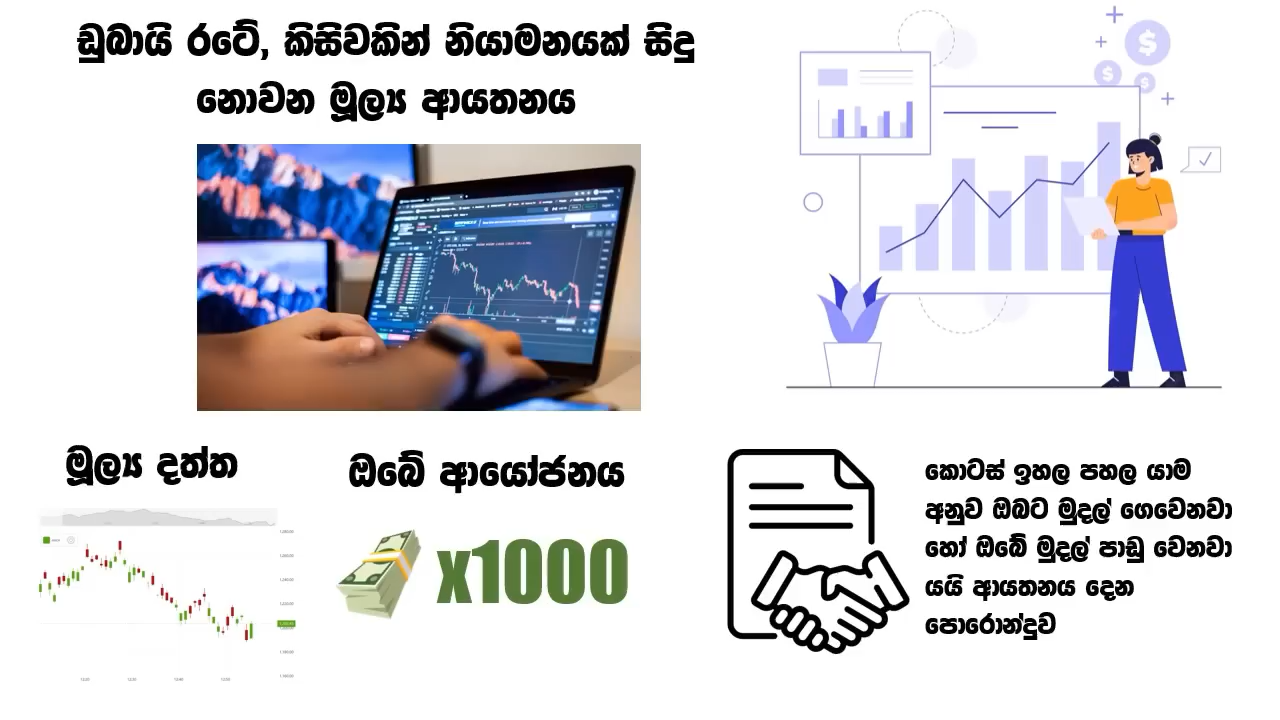 ඩුබායි රටේ, කිසිවකින් නියාමනයක් සිදු
නොවන මූල්‍ය ආයතනය
මූල්‍ය දත්ත
ඔබේ ආයෝජනය
x1000
කොටස් ඉහල පහල යාම
අනුව ඔබට මුදල් ගෙවෙනවා
හෝ ඔබේ මුදල් පාඩු වෙනවා
යයි ආයතනය දෙන
පොරොන්දුව